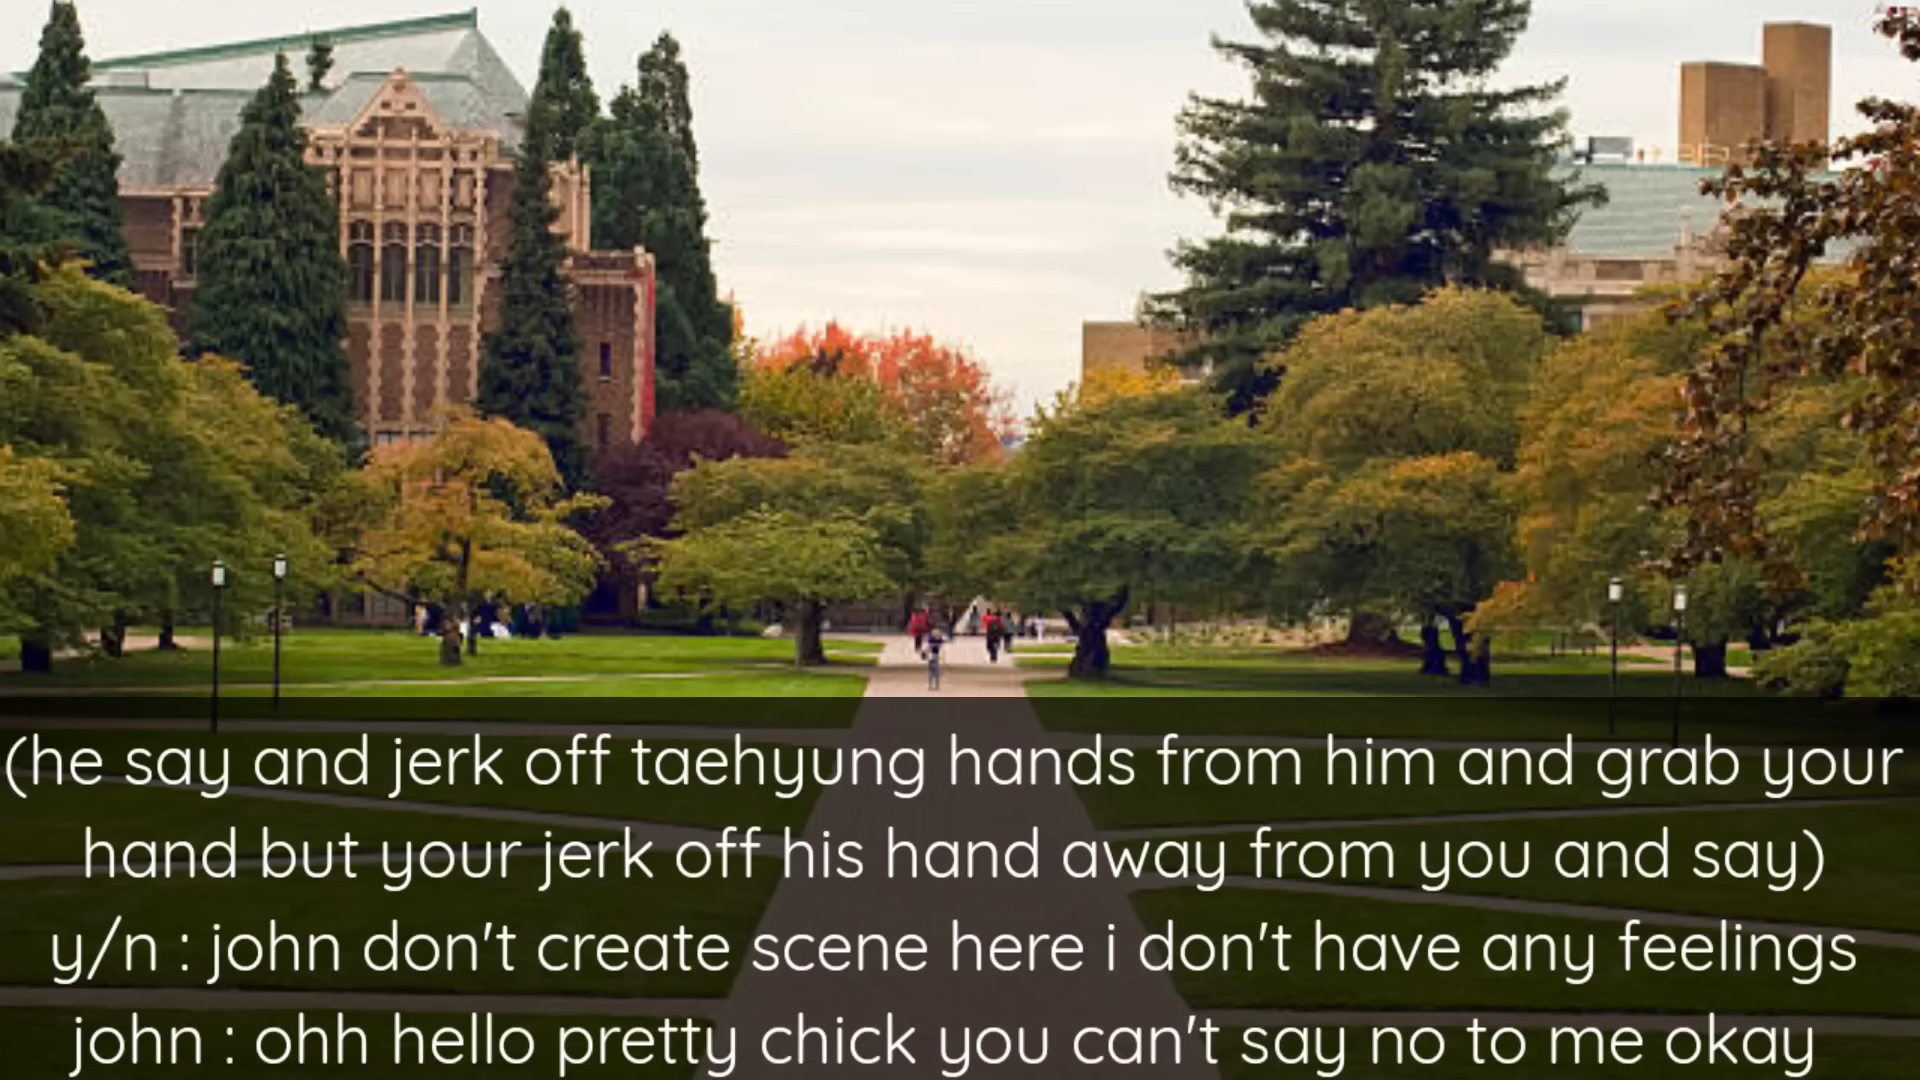 (he say and jerk off taehyung hands from him and grab your
hand but your jerk off his hand away from you and say)
y/n : john don't create scene here i don't have any feelings
john : ohh hello pretty chick you can't say no to me okay